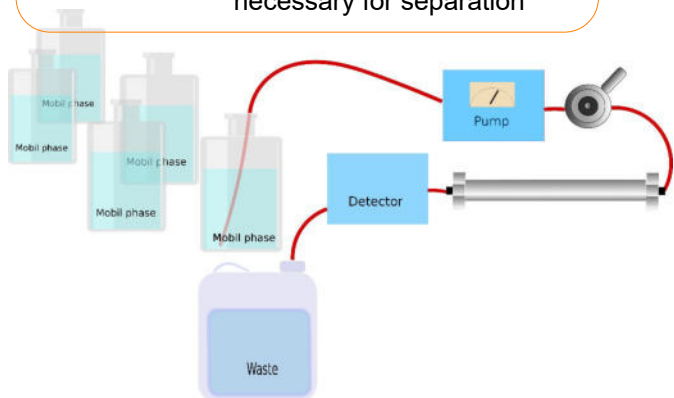 necessary for separation
Mobil phase
Mobil phase
Mobil phase
Mobil phase
Mobil phase
Pump
Detector
Waste